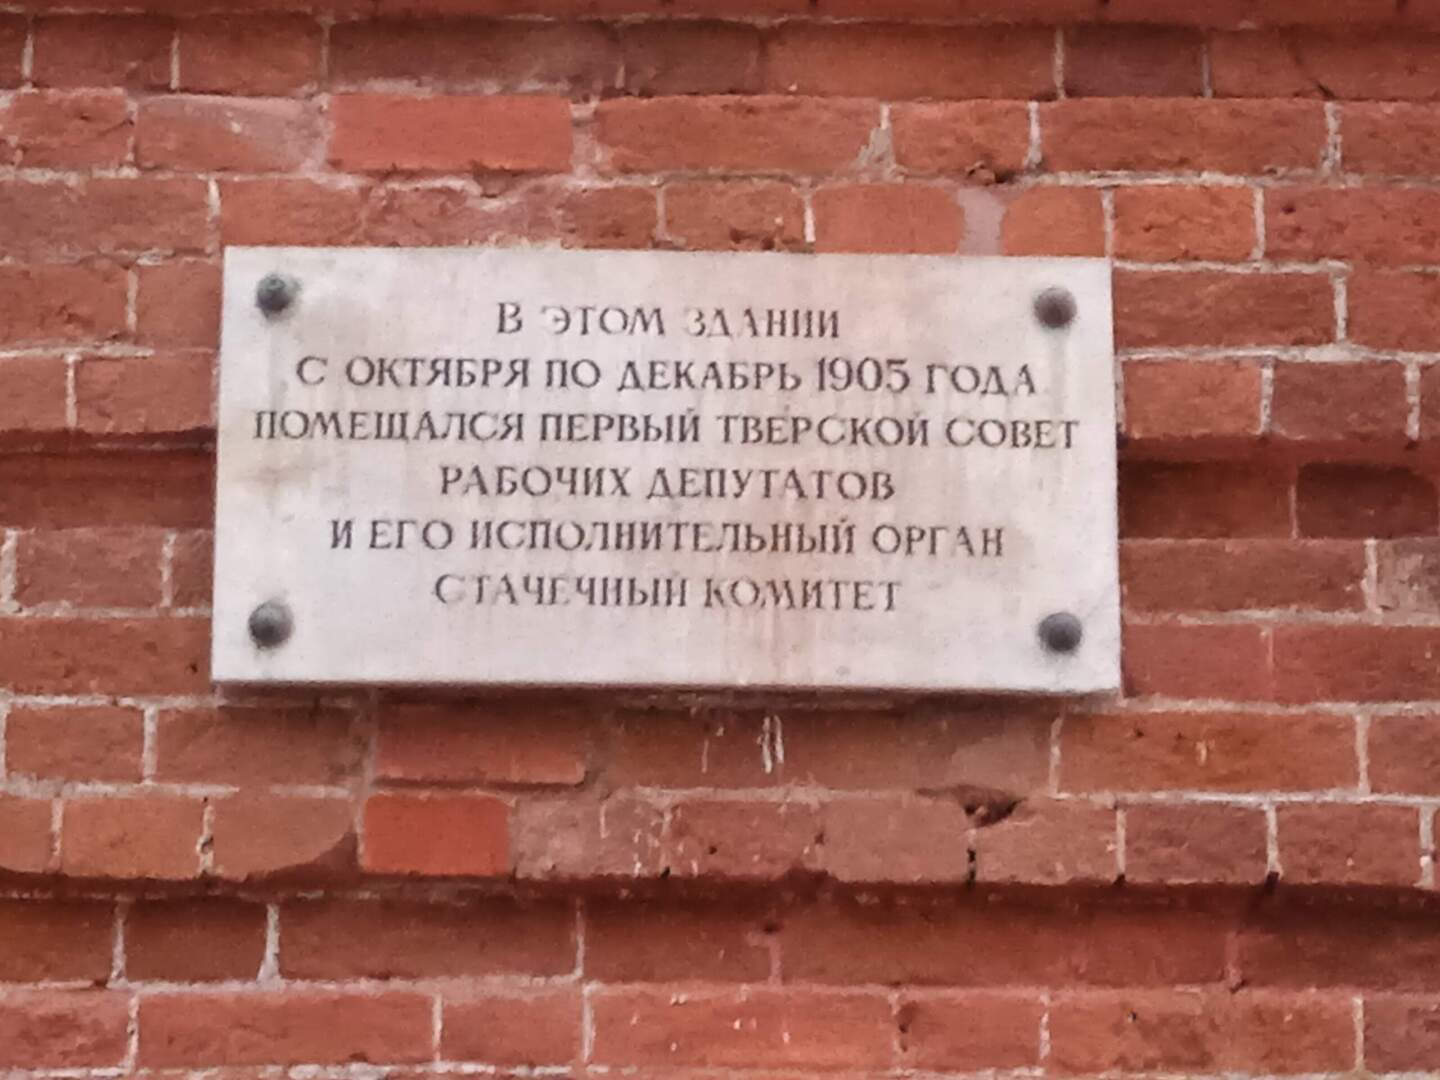 В ЭТОМ ЗДАНИИ
С ОКТЯБРЯ ПО ДЕКАБРЬ 1905 ГОДА
ПОМЕЩАЛСЯ ПЕРВЫЙ ТВЕРСКОЙ СОВЕТ
РАБОЧИХ ДЕПУТАТОВ
И ЕГО ИСПОЛНИТЕЛЬНЫЙ ОРГАН
СТАЧЕЧНЫЙ КОМИТЕТ